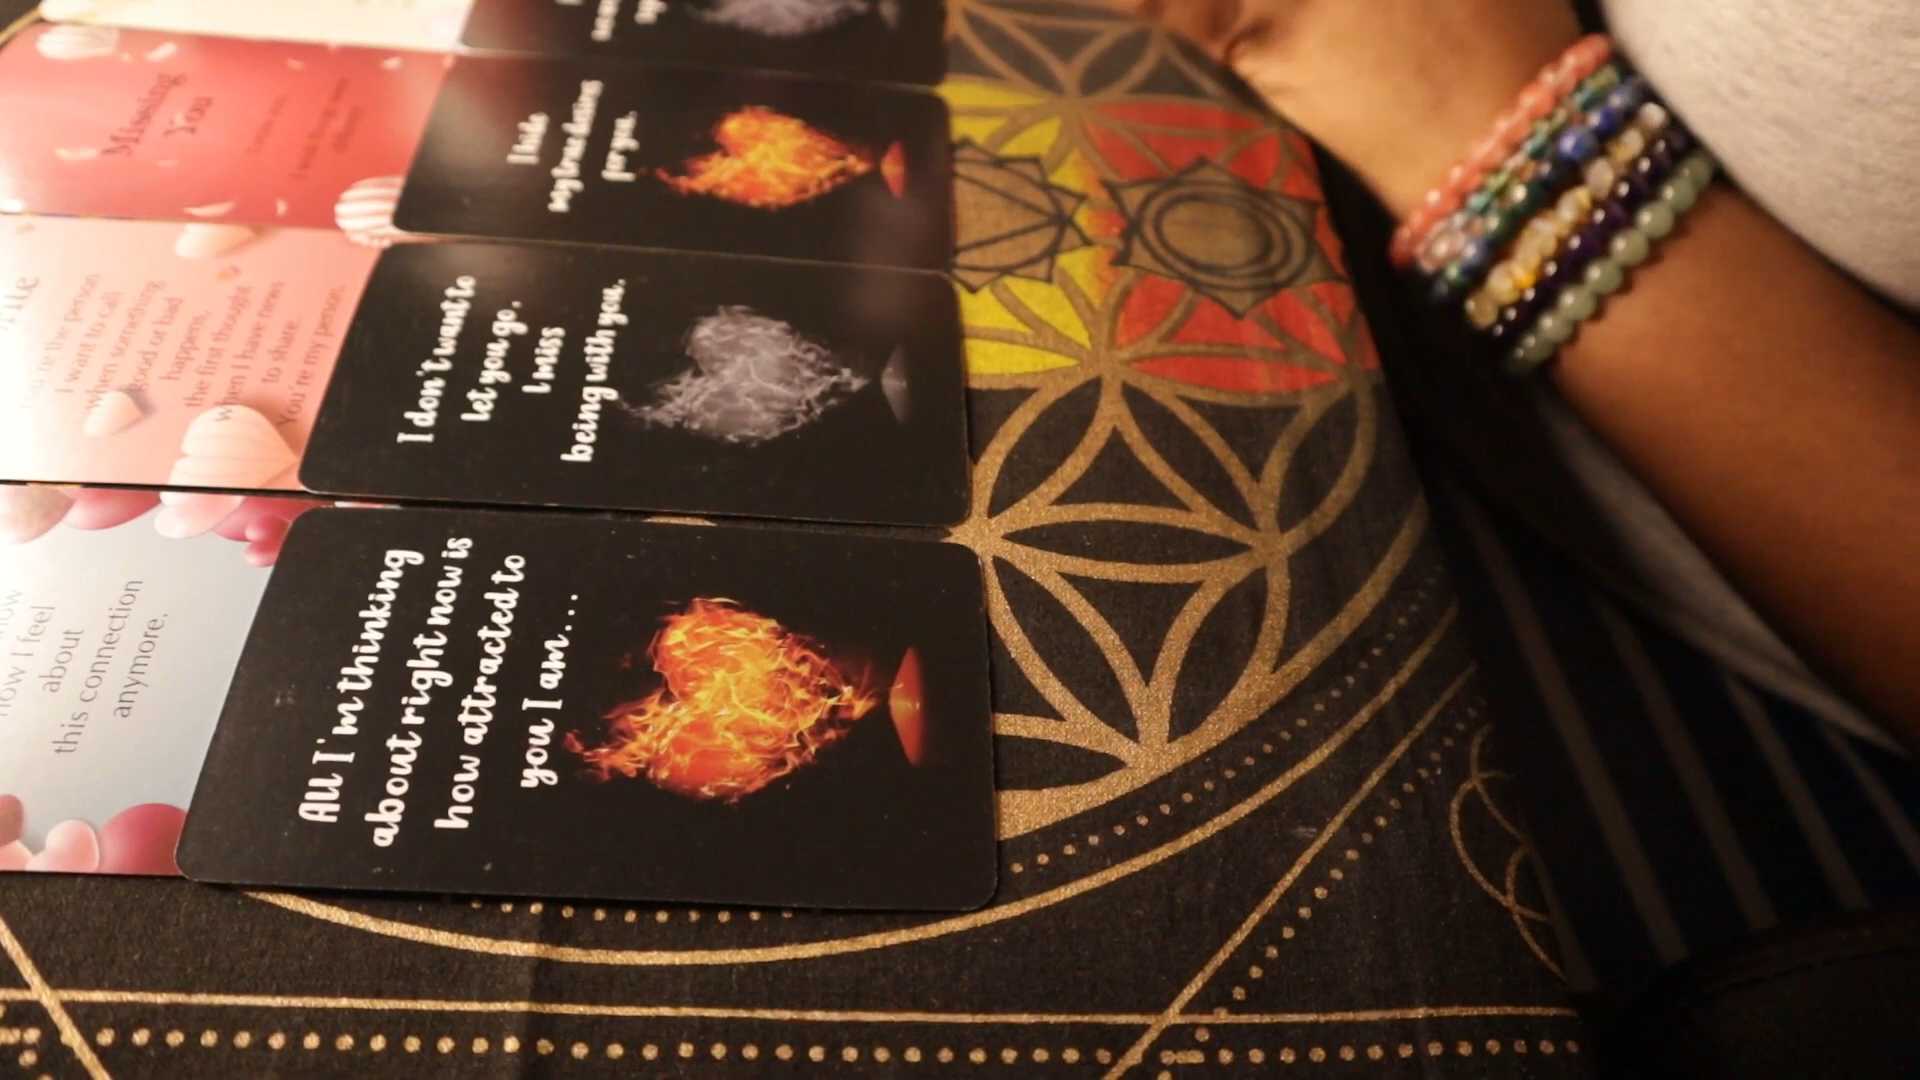 Missing
You
I hide
my true desires
for you.
you're the person
I want to call
when something
good or bad
happens,
the first thought
when I have news
to share.
You're my person.
I don't want to
let you go.
I miss
being with you.
how I feel
about
this connection
anymore.
All I'm thinking
about right now is
how attracted to
you I am...